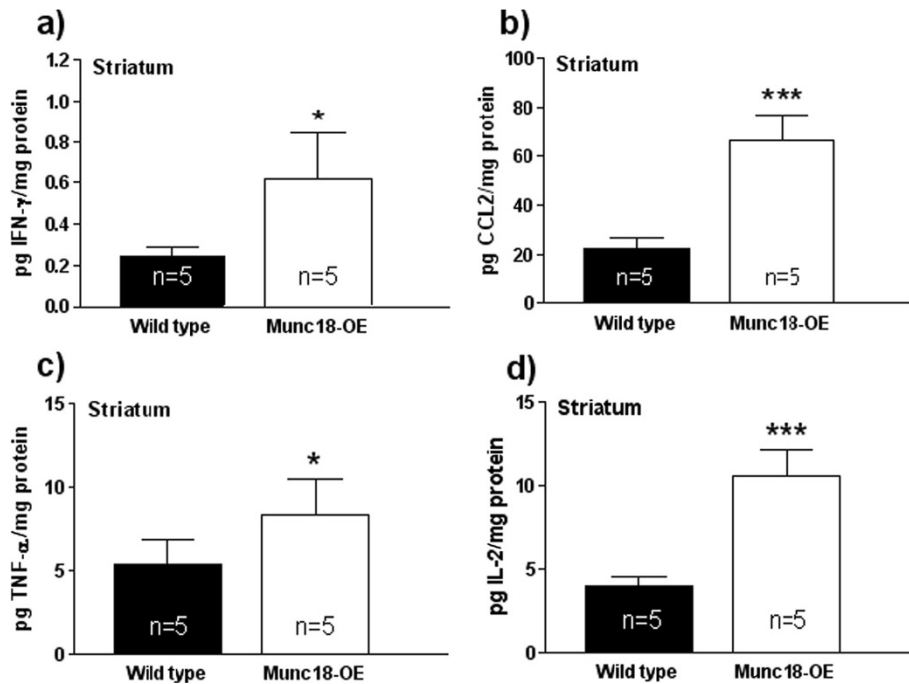 a)
Striatum
pg IFN-γ/mg protein
1.2
1.0
0.8
0.6
0.4
0.2
0.0
*
n=5
n=5
Wild type
Munc18-OE
b)
Striatum
pg CCL2/mg protein
100
80
60
40
20
0
***
n=5
n=5
Wild type
Munc18-OE
c)
Striatum
pg TNF-α/mg protein
15
10
5
0
*
n=5
n=5
Wild type
Munc18-OE
d)
Striatum
pg IL-2/mg protein
15
10
5
0
***
n=5
n=5
Wild type
Munc18-OE